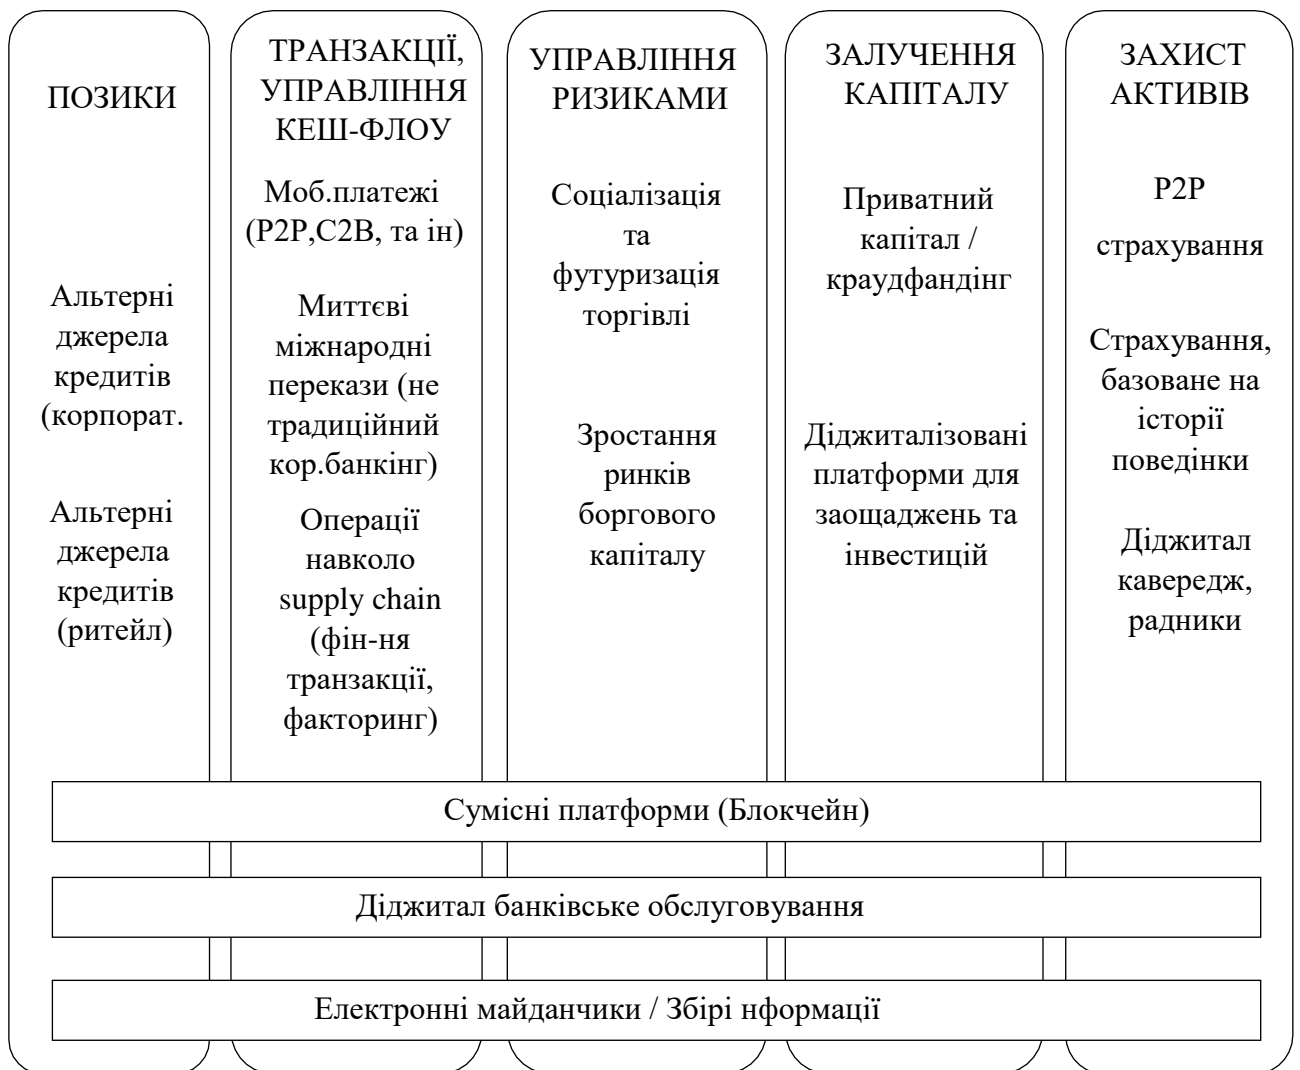 ПОЗИКИ
Альтерні
джерела
кредитів
(корпорат.
Альтерні
джерела
кредитів
(ритейл)
ТРАНЗАКЦІЇ,
УПРАВЛІННЯ
КЕШ-ФЛОУ
Моб.платежі
(P2P,C2B, та ін)
Миттєві
міжнародні
перекази (не
традиційний
кор.банкінг)
Операції
навколо
supply chain
(фін-ня
транзакції,
факторинг)
УПРАВЛІННЯ
РИЗИКАМИ
Соціалізація
та
футуризація
торгівлі
Зростання
ринків
боргового
капіталу
ЗАЛУЧЕННЯ
КАПІТАЛУ
Приватний
капітал /
краудфандінг
Діджиталізовані
платформи для
заощаджень та
інвестицій
ЗАХИСТ
АКТИВІВ
P2P
страхування
Страхування,
базоване на
історії
поведінки
Діджитал
кавередж,
радники
Сумісні платформи (Блокчейн)
Діджитал банківське обслуговування
Електронні майданчики / Збірі нформації